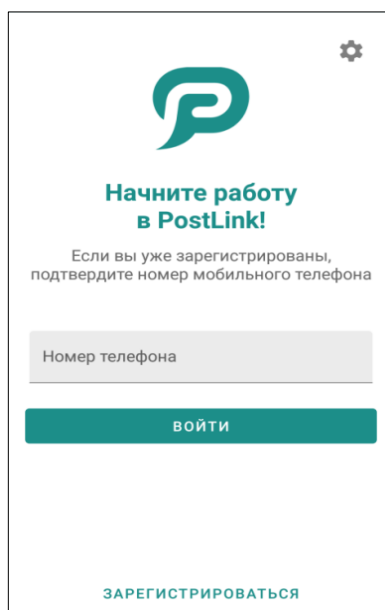 Начните работу
в PostLink!
Если вы уже зарегистрированы,
подтвердите номер мобильного телефона
Номер телефона
ВОЙТИ
ЗАРЕГИСТРИРОВАТЬСЯ